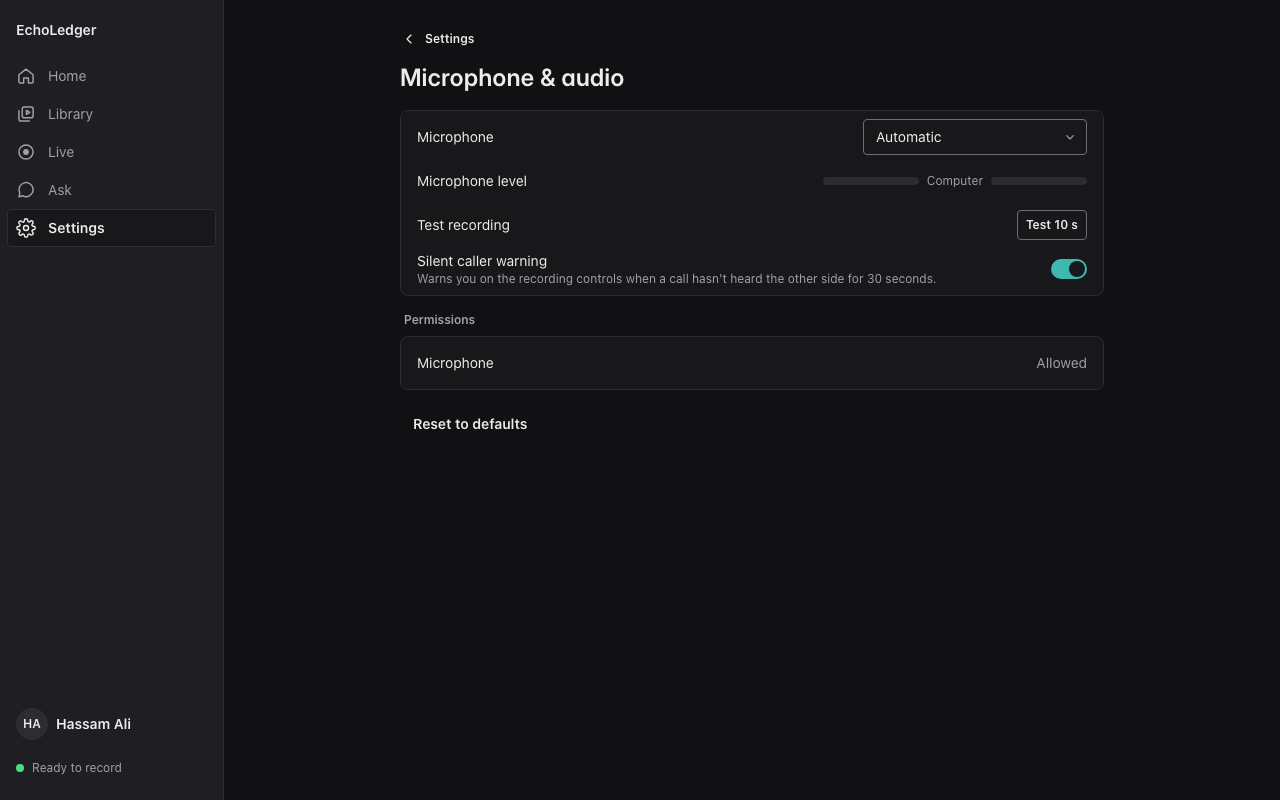 EchoLedger
Home
Library
Live
Ask
Settings
HA
Hassam Ali
Ready to record
Settings
Microphone & audio
Microphone
Automatic
Microphone level
Computer
Test recording
Test 10 s
Silent caller warning
Warns you on the recording controls when a call hasn't heard the other side for 30 seconds.
Permissions
Microphone
Allowed
Reset to defaults